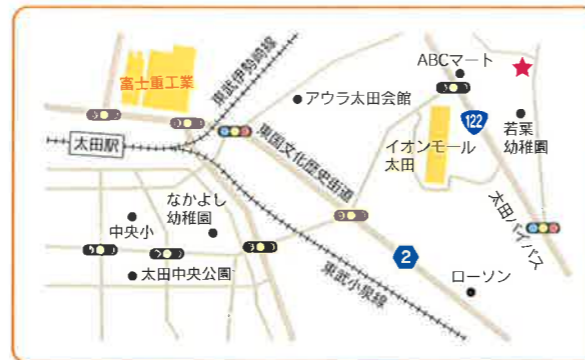 富士重工業
東武伊勢崎線
ABCマート
アウラ太田会館
122
若葉
幼稚園
太田駅
東国文化歴史街道
イオンモール
太田
なかよし
幼稚園
中央小
太田バイパス
太田中央公園
東武小泉線
2
ローソン